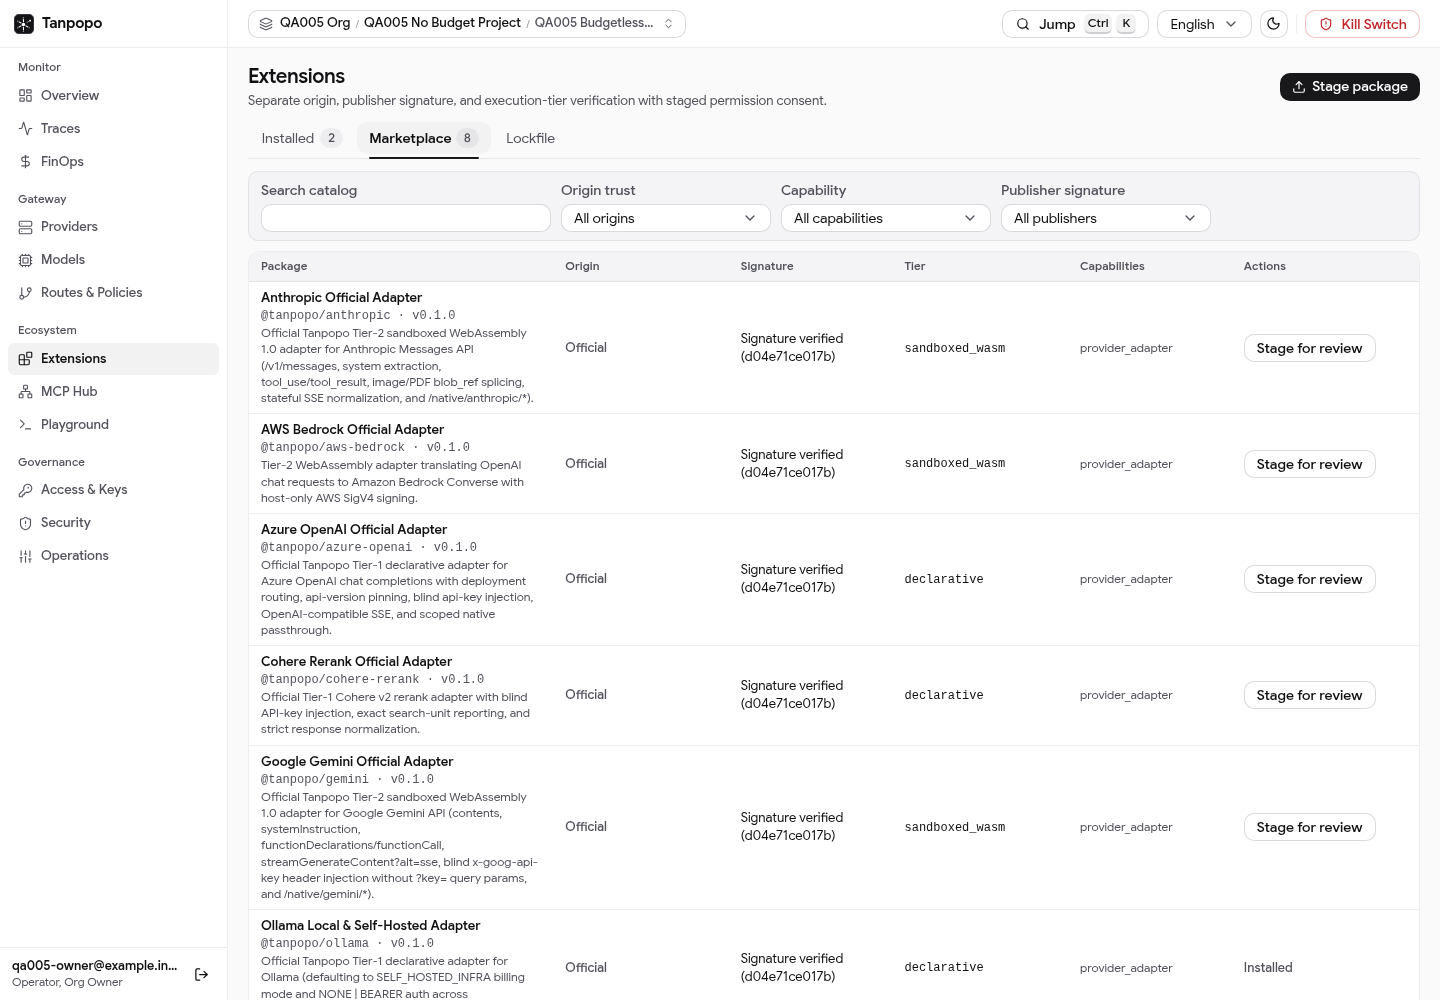 Tanpopo
QA005 Org / QA005 No Budget Project / QA005 Budgetless...
Jump Ctrl K
English
Kill Switch
Monitor
Overview
Traces
FinOps
Gateway
Providers
Models
Routes & Policies
Ecosystem
Extensions
MCP Hub
Playground
Governance
Access & Keys
Security
Operations
qa005-owner@example.in...
Operator, Org Owner
Extensions
Separate origin, publisher signature, and execution-tier verification with staged permission consent.
Stage package
Installed 2
Marketplace 8
Lockfile
Search catalog
Origin trust
All origins
Capability
All capabilities
Publisher signature
All publishers
Package Origin Signature Tier Capabilities Actions
Anthropic Official Adapter
@tanpopo/anthropic · v0.1.0
Official Tanpopo Tier-2 sandboxed WebAssembly
1.0 adapter for Anthropic Messages API
(/v1/messages, system extraction,
tool_use/tool_result, image/PDF blob_ref splicing,
stateful SSE normalization, and /native/anthropic/*).
Official
Signature verified
(d04e71ce017b)
sandboxed_wasm
provider_adapter
Stage for review
AWS Bedrock Official Adapter
@tanpopo/aws-bedrock · v0.1.0
Tier-2 WebAssembly adapter translating OpenAI
chat requests to Amazon Bedrock Converse with
host-only AWS SigV4 signing.
Official
Signature verified
(d04e71ce017b)
sandboxed_wasm
provider_adapter
Stage for review
Azure OpenAI Official Adapter
@tanpopo/azure-openai · v0.1.0
Official Tanpopo Tier-1 declarative adapter for
Azure OpenAI chat completions with deployment
routing, api-version pinning, blind api-key injection,
OpenAI-compatible SSE, and scoped native
passthrough.
Official
Signature verified
(d04e71ce017b)
declarative
provider_adapter
Stage for review
Cohere Rerank Official Adapter
@tanpopo/cohere-rerank · v0.1.0
Official Tier-1 Cohere v2 rerank adapter with blind
API-key injection, exact search-unit reporting, and
strict response normalization.
Official
Signature verified
(d04e71ce017b)
declarative
provider_adapter
Stage for review
Google Gemini Official Adapter
@tanpopo/gemini · v0.1.0
Official Tanpopo Tier-2 sandboxed WebAssembly
1.0 adapter for Google Gemini API (contents,
systemInstruction,
functionDeclarations/functionCall,
streamGenerateContent?alt=sse, blind x-goog-api-
key header injection without ?key= query params,
and /native/gemini/*).
Official
Signature verified
(d04e71ce017b)
sandboxed_wasm
provider_adapter
Stage for review
Ollama Local & Self-Hosted Adapter
@tanpopo/ollama · v0.1.0
Official Tanpopo Tier-1 declarative adapter for
Ollama (defaulting to SELF_HOSTED_INFRA billing
mode and NONE | BEARER auth across
Official
Signature verified
(d04e71ce017b)
declarative
provider_adapter
Installed